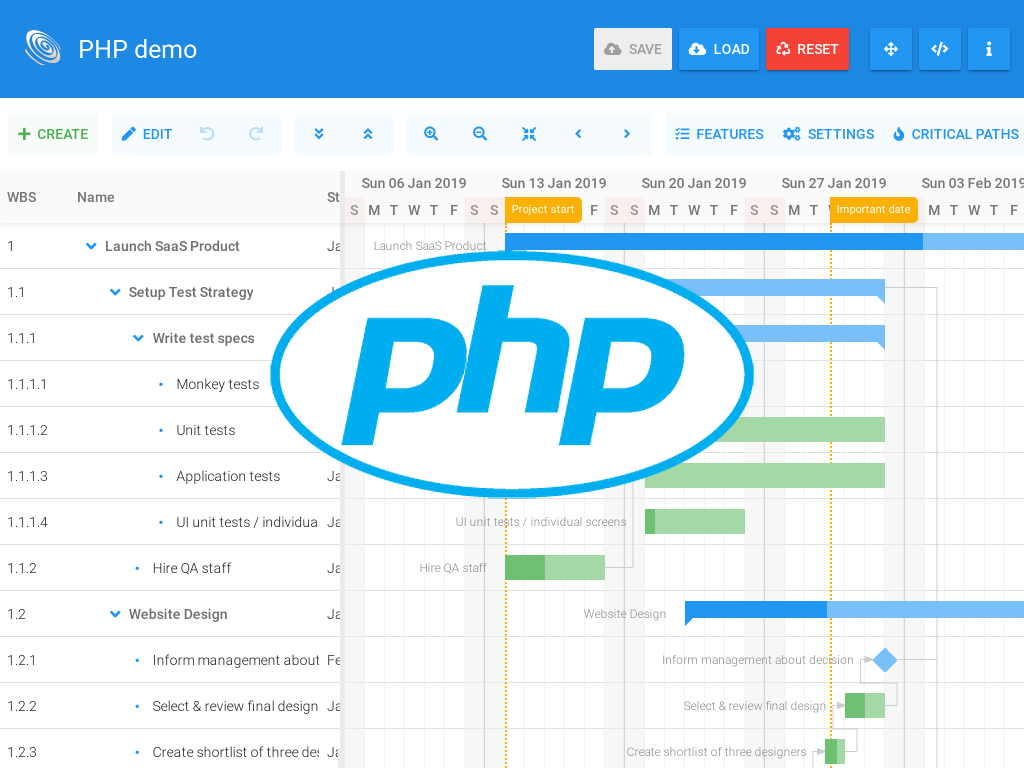 PHP demo
SAVE LOAD RESET
CREATE EDIT FEATURES SETTINGS CRITICAL PATHS
WBS Name St
Sun 06 Jan 2019 Sun 13 Jan 2019 Sun 20 Jan 2019 Sun 27 Jan 2019 Sun 03 Feb 2019
S M T W T F S S Project start F S S M T W T F S S M T Important date M T W T F
1 Launch SaaS Product Ja Launch SaaS Product
1.1 Setup Test Strategy
1.1.1 Write test specs
1.1.1.1 Monkey tests
php
1.1.1.2 Unit tests
1.1.1.3 Application tests Ja
1.1.1.4 UI unit tests / individua Ja UI unit tests / individual screens
1.1.2 Hire QA staff Ja Hire QA staff
1.2 Website Design Ja Website Design
1.2.1 Inform management about Fe Inform management about decision
1.2.2 Select & review final design Ja Select & review final design
1.2.3 Create shortlist of three des Ja Create shortlist of three designers